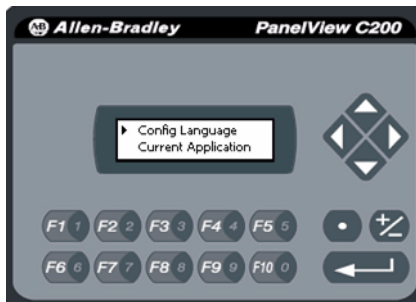 AB Allen-Bradley PanelView C200
Config Language
Current Application
F1 1 F2 2 F3 3 F4 4 F5 5 • +/-
F6 6 F7 7 F8 8 F9 9 F10 0